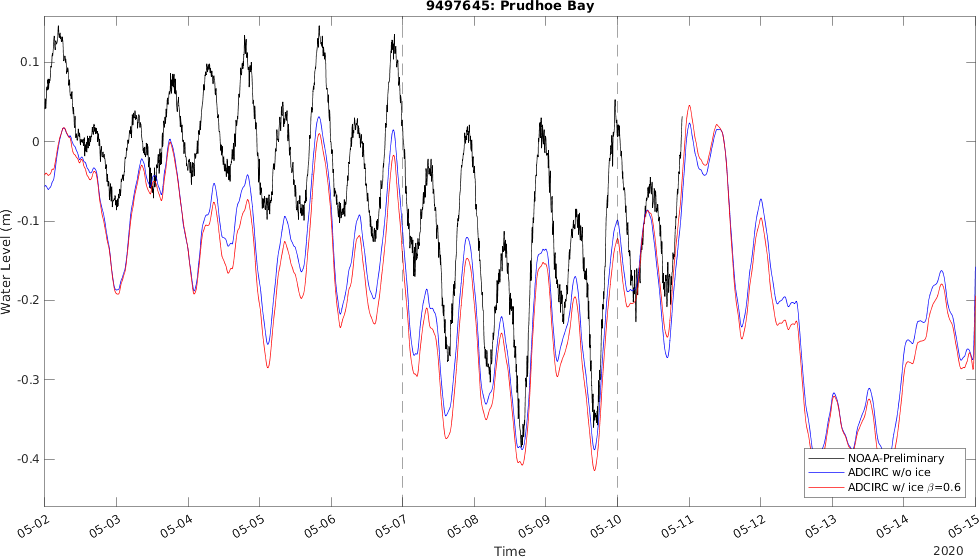 9497645: Prudhoe Bay
Water Level (m)
0.1
0
-0.1
-0.2
-0.3
-0.4
NOAA-Preliminary
ADCIRC w/o ice
ADCIRC w/ ice β=0.6
05-02 05-03 05-04 05-05 05-06 05-07 05-08 05-09 05-10 05-11 05-12 05-13 05-14 05-15
Time
2020